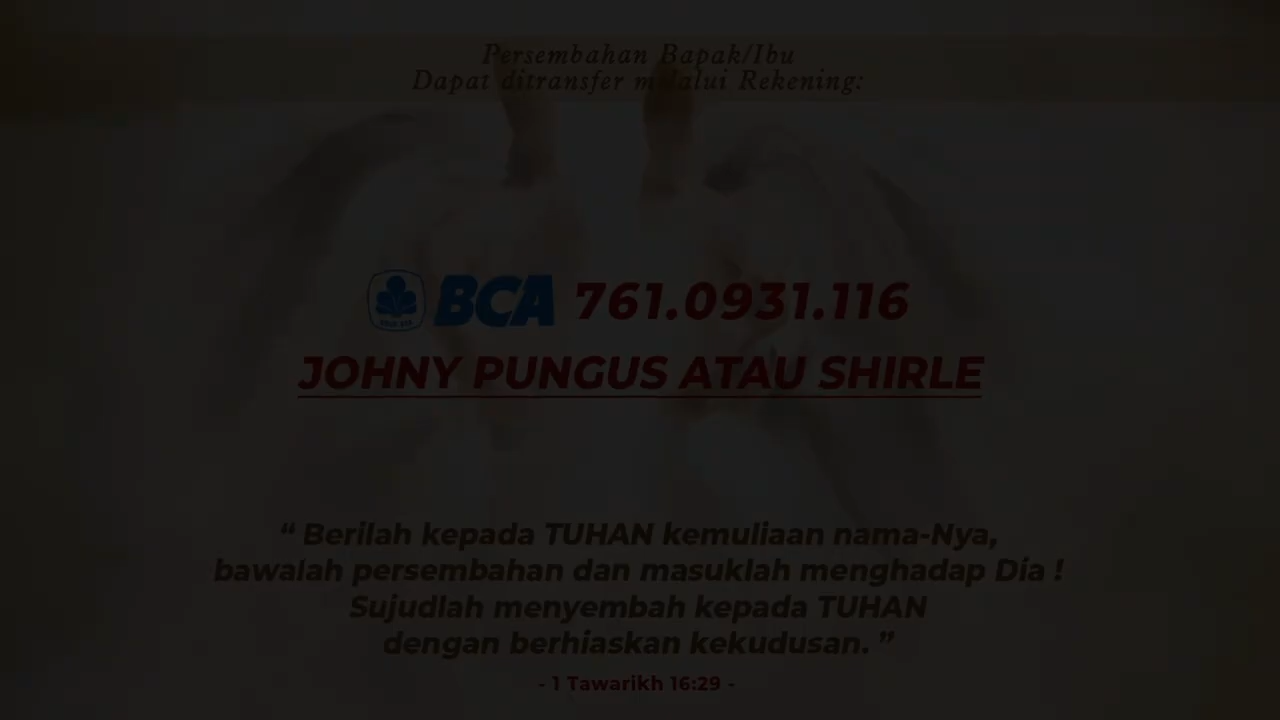 Persembahan Bapak/Ibu
Dapat ditransfer melalui Rekening:
BCA 761.0931.116
JOHNY PUNGUS ATAU SHIRLE
“ Berilah kepada TUHAN kemuliaan nama-Nya,
bawalah persembahan dan masuklah menghadap Dia !
Sujudlah menyembah kepada TUHAN
dengan berhiaskan kekudusan. ”
- 1 Tawarikh 16:29 -